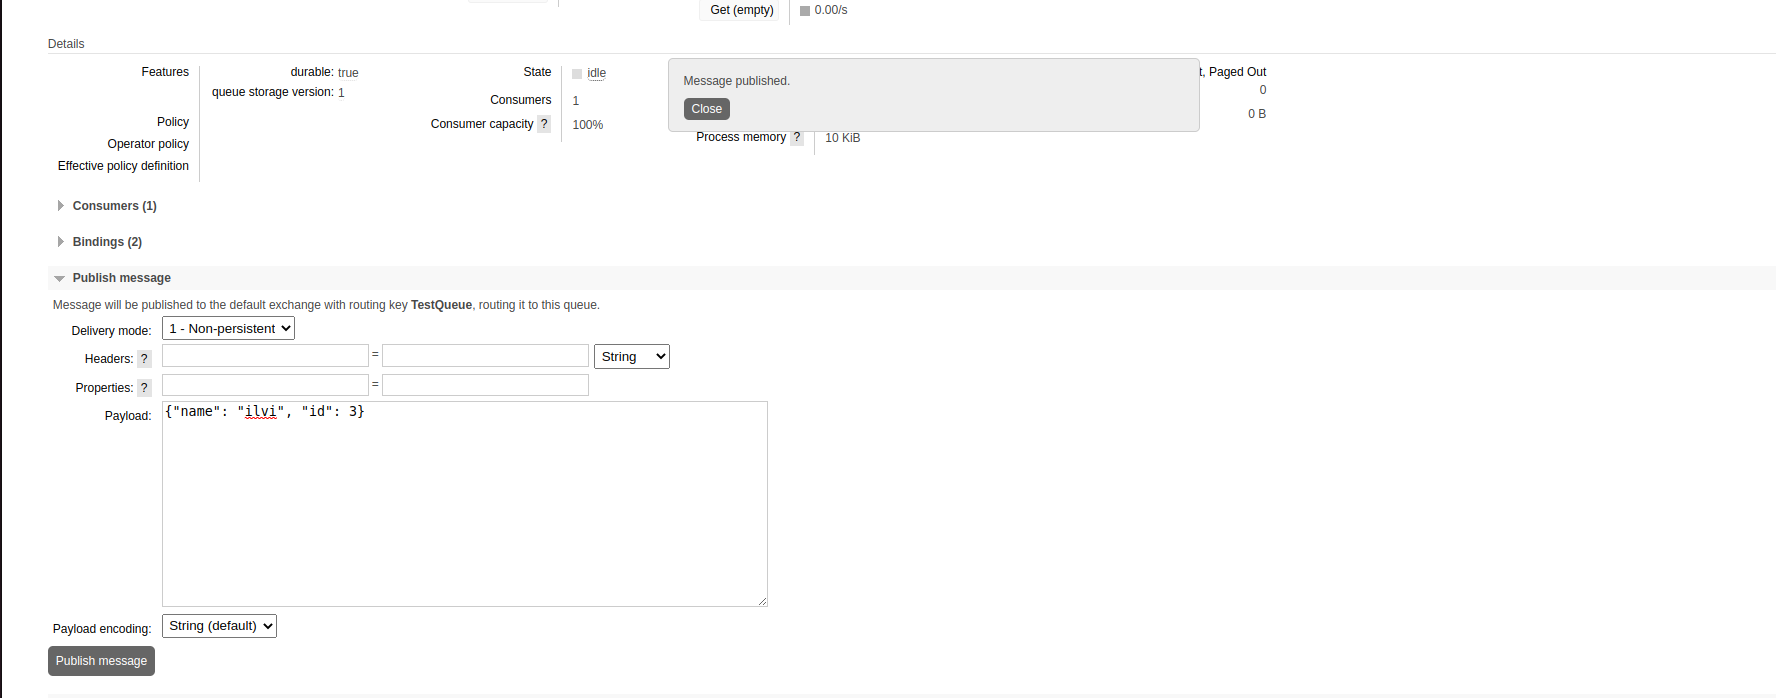 Get (empty) 0.00/s
Details
Features durable: true State idle Message published. t, Paged Out
queue storage version: 1 Consumers 1 Close 0
Policy Consumer capacity ? 100% 0 B
Operator policy Process memory ? 10 KiB
Effective policy definition
Consumers (1)
Bindings (2)
Publish message
Message will be published to the default exchange with routing key TestQueue, routing it to this queue.
Delivery mode: 1 - Non-persistent
Headers: ? = String
Properties: ? =
Payload: {"name": "ilvi", "id": 3}
Payload encoding: String (default)
Publish message